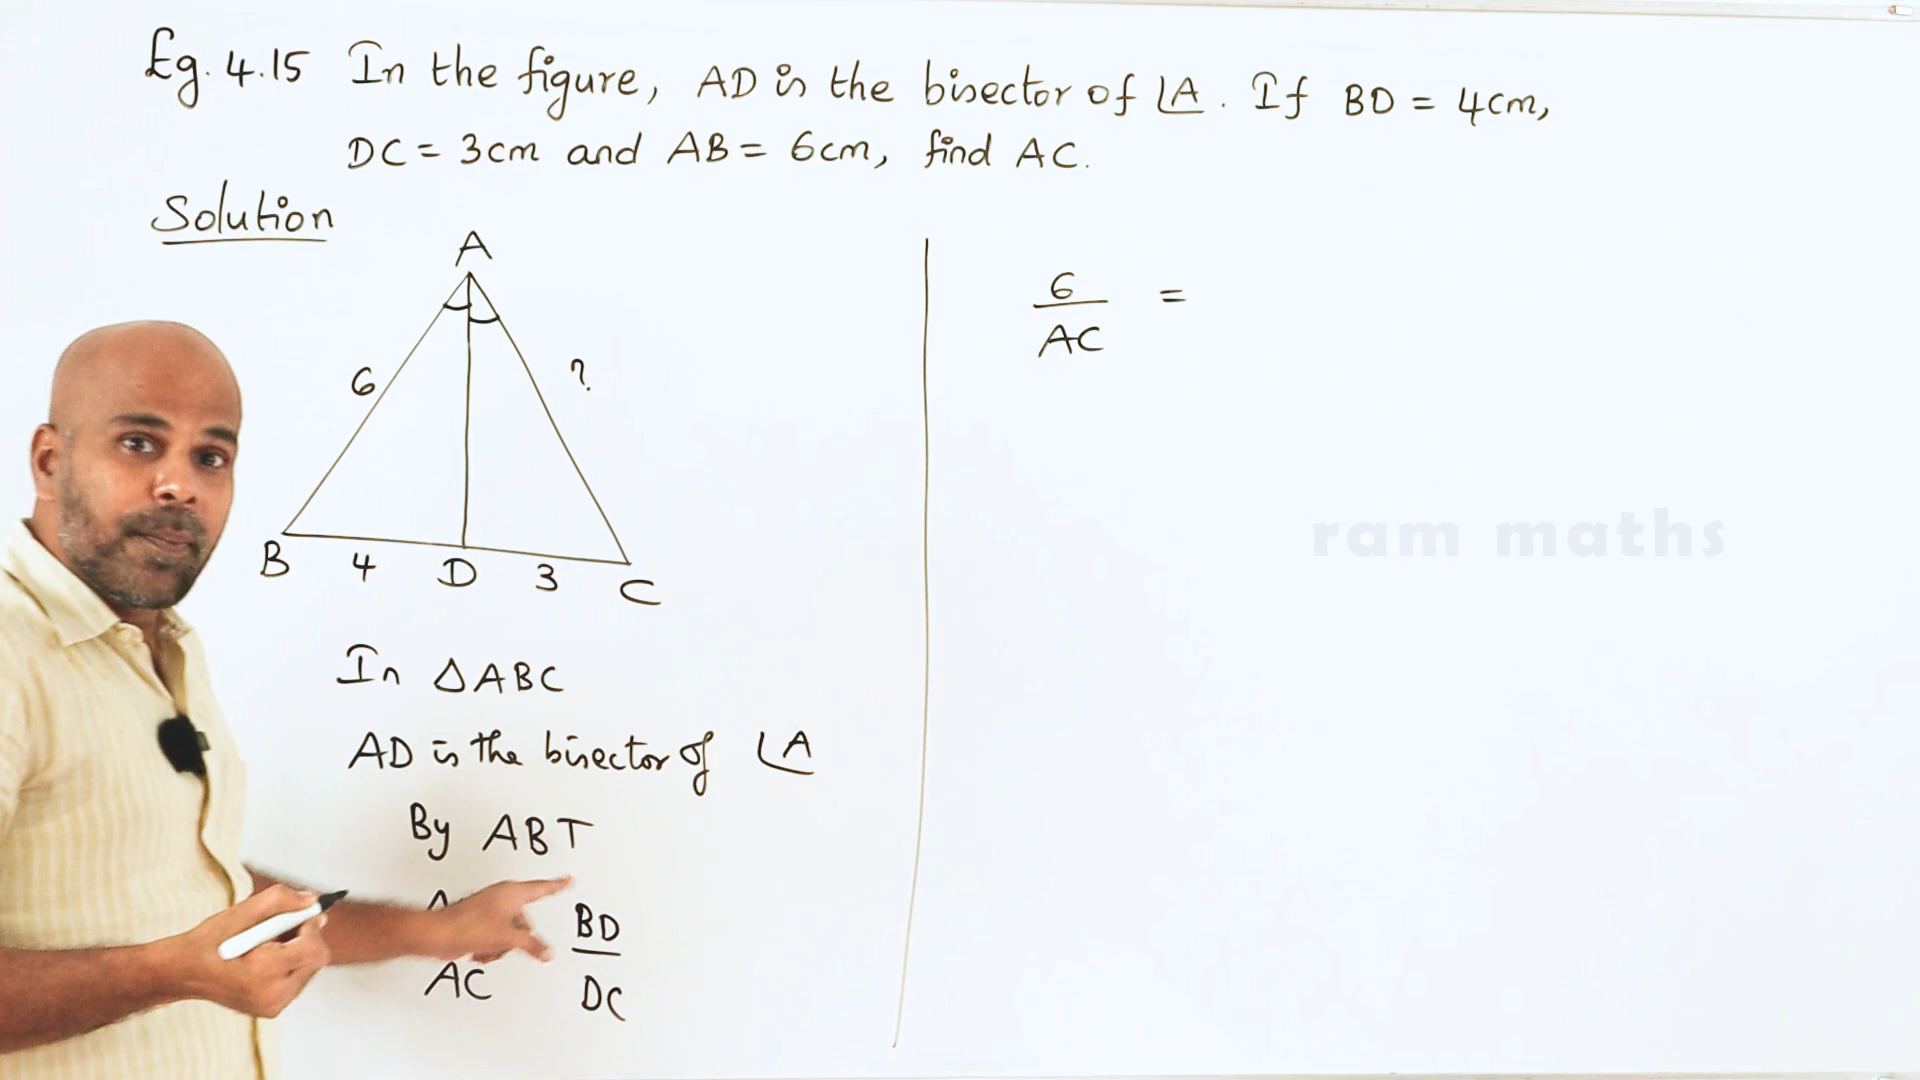 Eg. 4.15 In the figure, AD is the bisector of ∠A. If BD = 4cm,
DC = 3cm and AB = 6cm, find AC.
Solution
A
6
?
B 4 D 3 C
In △ABC
AD is the bisector of ∠A
By ABT
BD
AC
DC
6 =
AC
ram maths